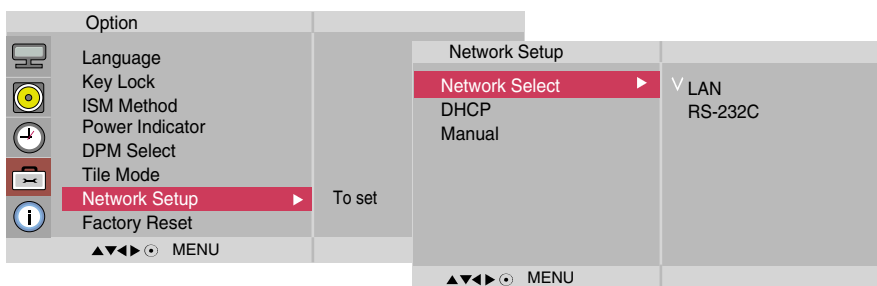 Option
Language
Key Lock
ISM Method
Power Indicator
DPM Select
Tile Mode
Network Setup ▶ To set
Factory Reset
▲▼◀▶⊙ MENU
Network Setup
Network Select ▶ √ LAN
DHCP RS-232C
Manual
▲▼◀▶⊙ MENU